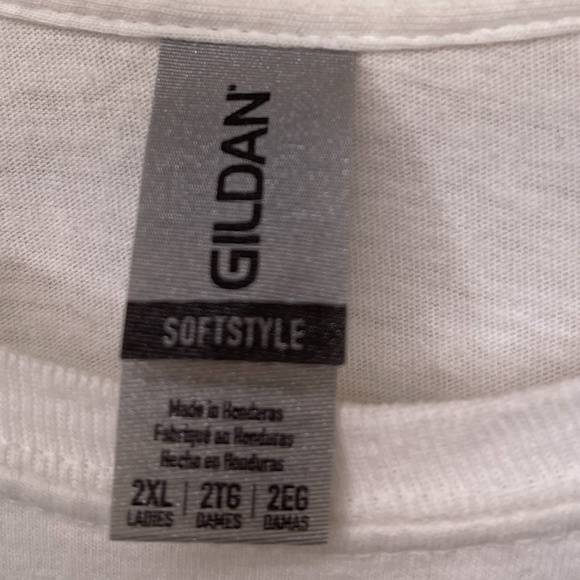 GILDAN
SOFTSTYLE
Made in Honduras
Fabriqué au Honduras
Hecho en Honduras
2XL | 2TG | 2EG
LADIES | DAMES | DAMAS